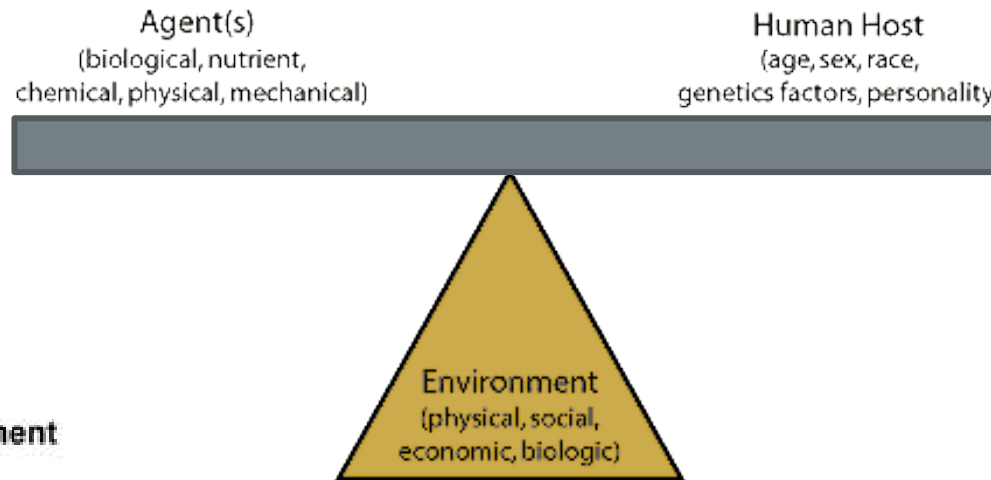 Agent(s)
(biological, nutrient,
chemical, physical, mechanical)
Human Host
(age, sex, race,
genetics factors, personality
Environment
(physical, social,
economic, biologic)